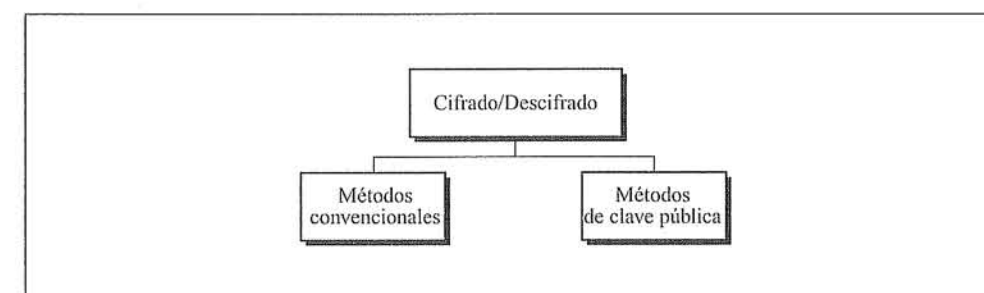 Cifrado/Descifrado
Métodos
convencionales
Métodos
de clave pública